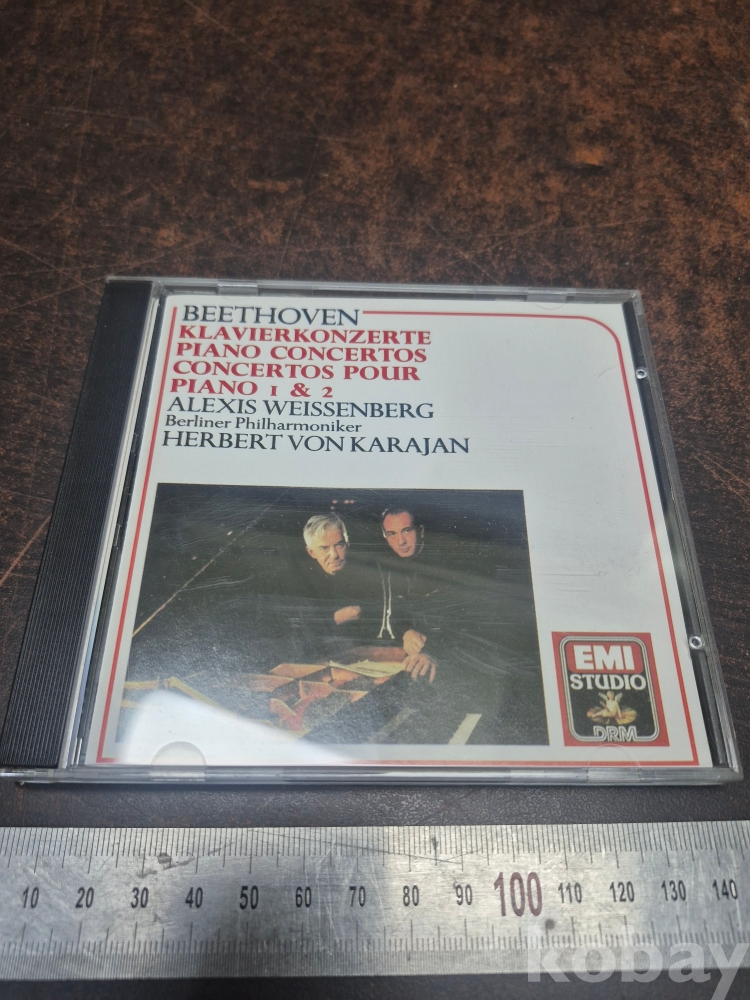 BEETHOVEN
KLAVIERKONZERTE
PIANO CONCERTOS
CONCERTOS POUR
PIANO 1 & 2
ALEXIS WEISSENBERG
Berliner Philharmoniker
HERBERT VON KARAJAN
EMI
STUDIO
DRM
10 20 30 40 50 60 70 80 90 100 110 120 130 140
kobay